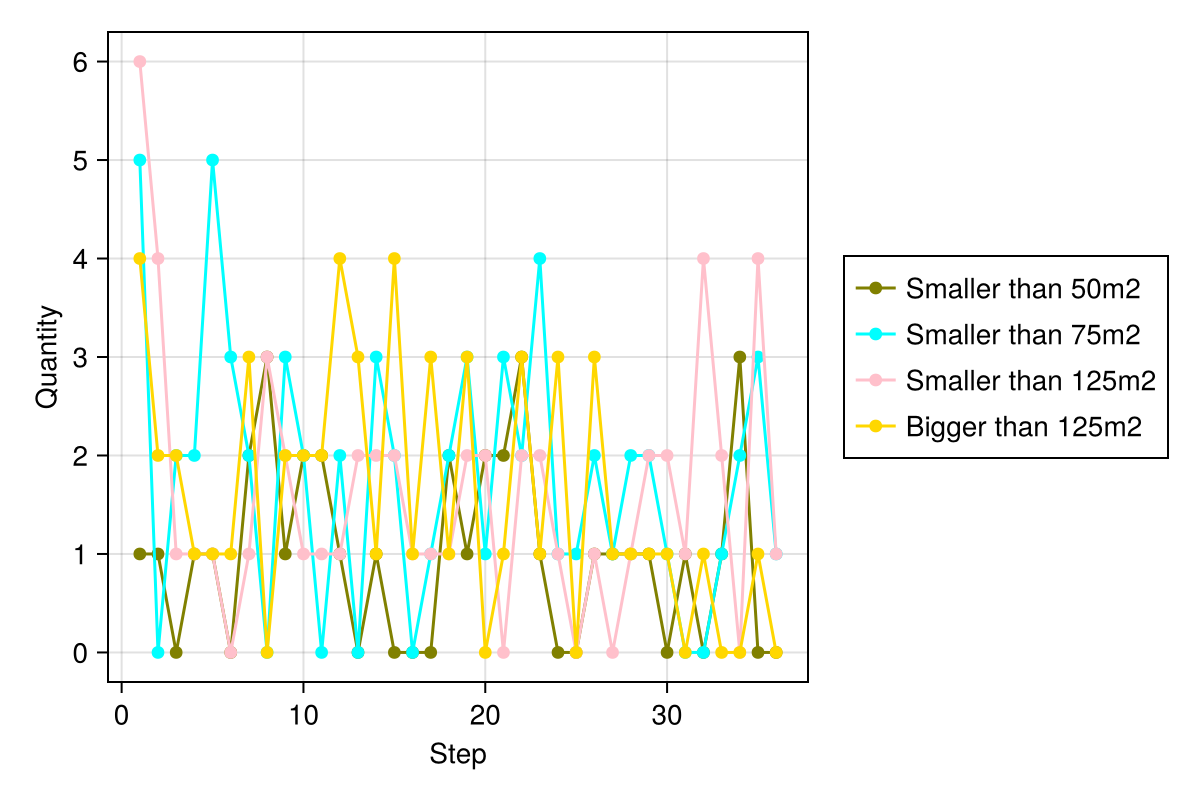 6
5
4
3
2
1
0
Quantity
0 10 20 30
Step
Smaller than 50m2
Smaller than 75m2
Smaller than 125m2
Bigger than 125m2